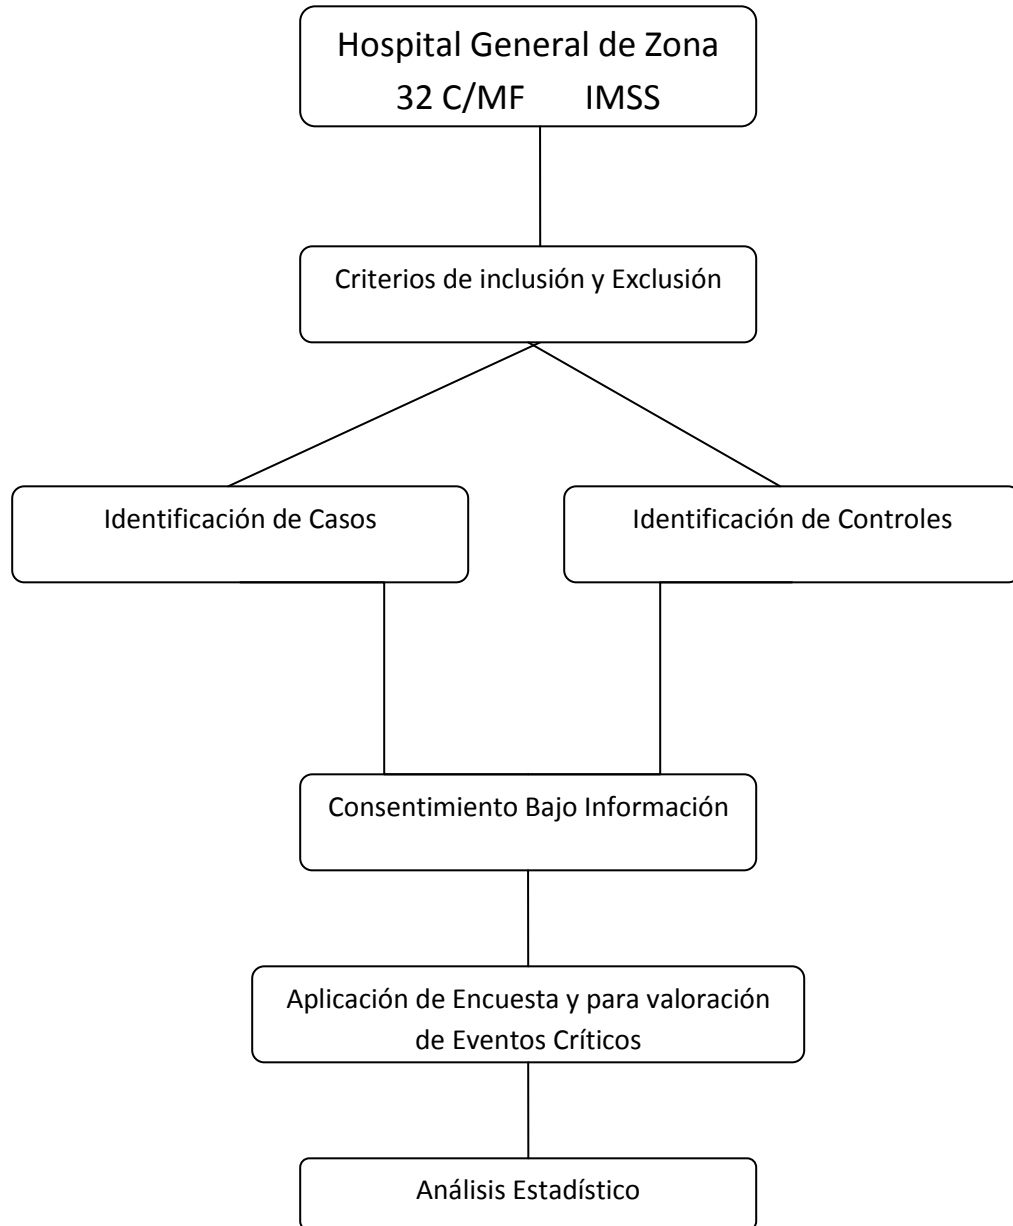 Hospital General de Zona
32 C/MF IMSS
Criterios de inclusión y Exclusión
Identificación de Casos
Identificación de Controles
Consentimiento Bajo Información
Aplicación de Encuesta y para valoración
de Eventos Críticos
Análisis Estadístico